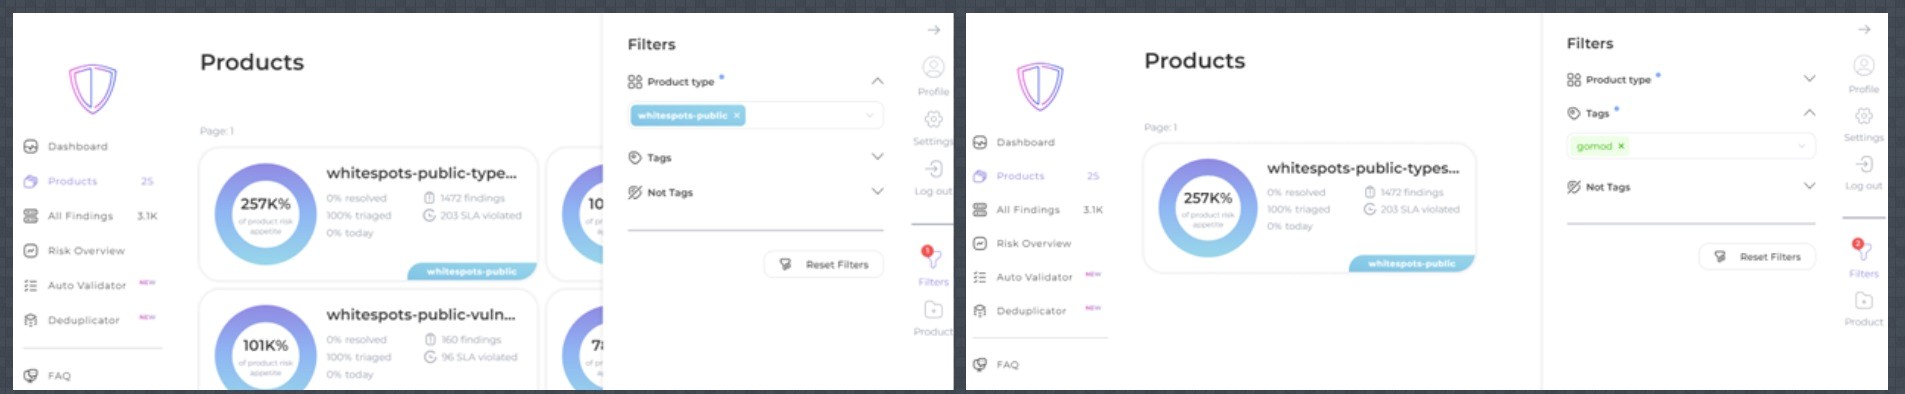 Products
Page: 1
Dashboard
Products 25
All Findings 3.1K
Risk Overview
Auto Validator NEW
Deduplicator NEW
FAQ
257K%
of product risk
appetite
whitespots-public-type...
0% resolved 1472 findings
100% triaged 203 SLA violated
0% today
whitespots-public
101K%
of product risk
appetite
whitespots-public-vuln...
0% resolved 160 findings
100% triaged 96 SLA violated
0% today
Filters
Product type
whitespots-public ×
Tags
Not Tags
Reset Filters
Profile
Settings
Log out
1
Filters
Product
Products
Page: 1
Dashboard
Products 25
All Findings 3.1K
Risk Overview
Auto Validator NEW
Deduplicator NEW
FAQ
257K%
of product risk
appetite
whitespots-public-types...
0% resolved 1472 findings
100% triaged 203 SLA violated
0% today
whitespots-public
Filters
Product type
Tags
gomod ×
Not Tags
Reset Filters
Profile
Settings
Log out
2
Filters
Product